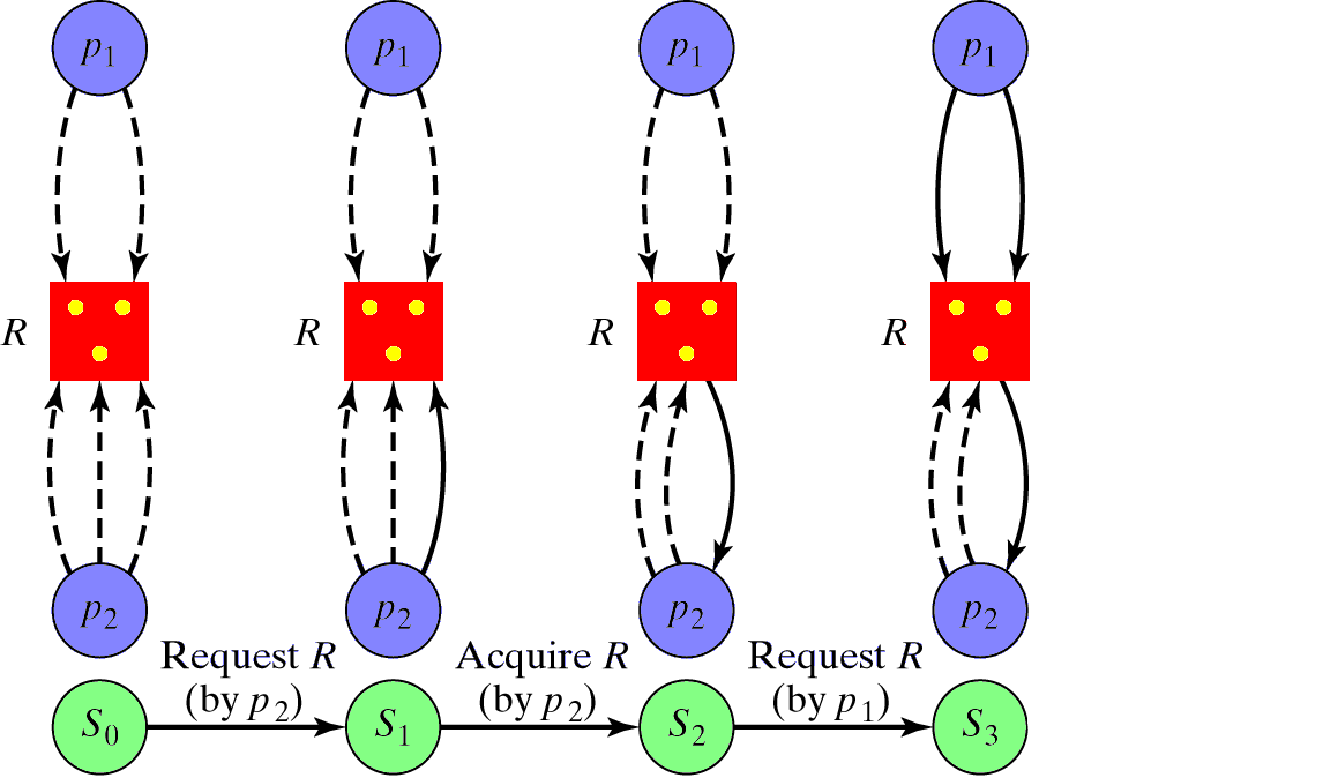 p1 p1 p1 p1
R R R R
p2 p2 p2 p2
Request R Acquire R Request R
(by p2) (by p2) (by p1)
S0 S1 S2 S3